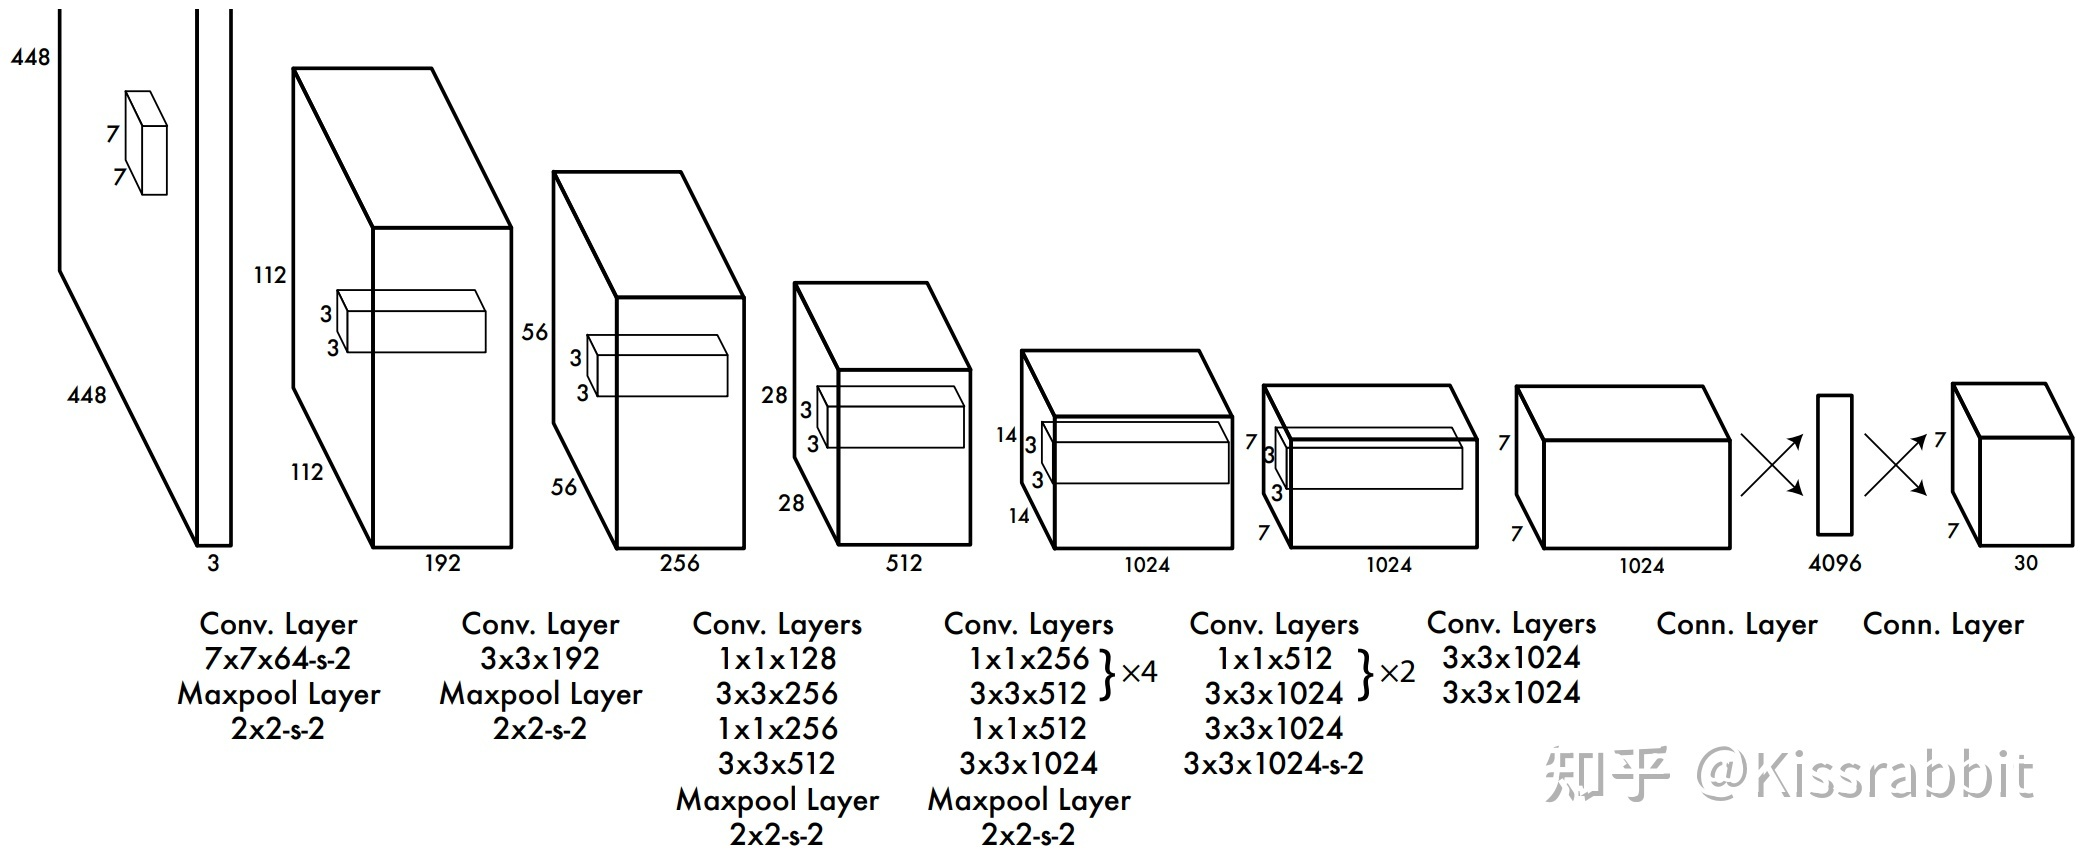 448
7
7
448
3
112
3
3
112
192
56
3
3
56
256
28
3
3
28
512
14
3
3
14
1024
7
3
3
7
1024
7
7
1024
4096
7
7
30
Conv. Layer
7x7x64-s-2
Maxpool Layer
2x2-s-2
Conv. Layer
3x3x192
Maxpool Layer
2x2-s-2
Conv. Layers
1x1x128
3x3x256
1x1x256
3x3x512
Maxpool Layer
2x2-s-2
Conv. Layers
1x1x256
3x3x512
}×4
1x1x512
3x3x1024
Maxpool Layer
2x2-s-2
Conv. Layers
1x1x512
3x3x1024
}×2
3x3x1024
3x3x1024-s-2
Conv. Layers
3x3x1024
3x3x1024
Conn. Layer
Conn. Layer
知乎 @Kissrabbit